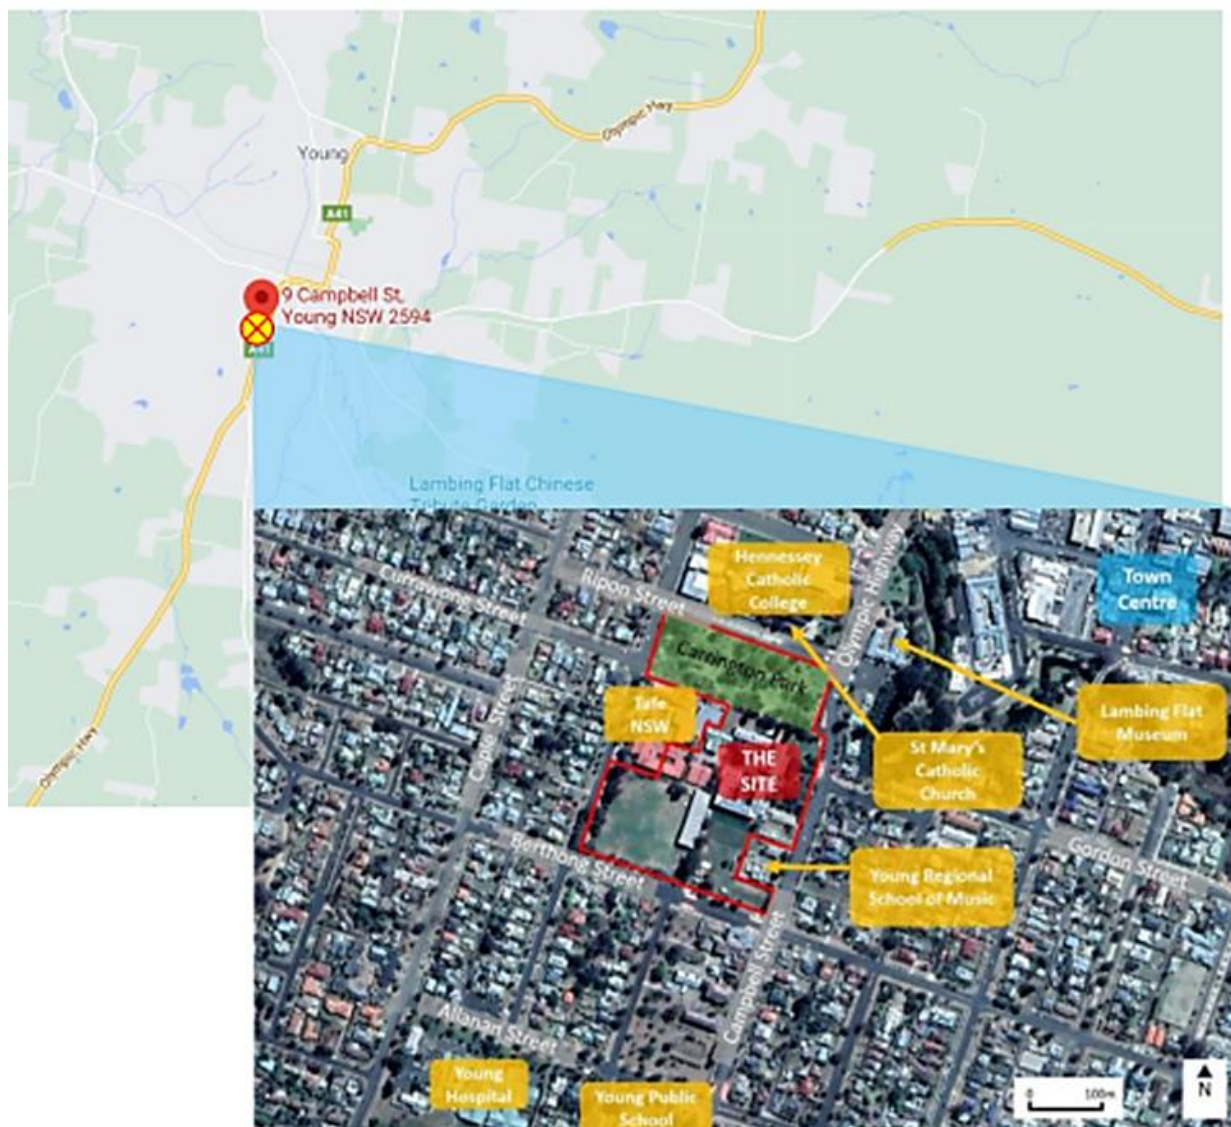 Olympic Hwy
Young
A41
9 Campbell St,
Young NSW 2594
A41
Lambing Flat Chinese
Tribute Garden
Olympic Hwy
Currawong Street
Ripon Street
Hennessey
Catholic
College
Olympic Highway
Town
Centre
Carrington Park
Caple Street
Tafe
NSW
THE
SITE
St Mary's
Catholic
Church
Lambing Flat
Museum
Berthong Street
Young Regional
School of Music
Gordon Street
Campbell Street
Allanan Street
Young
Hospital
Young Public
School
0
100m
N